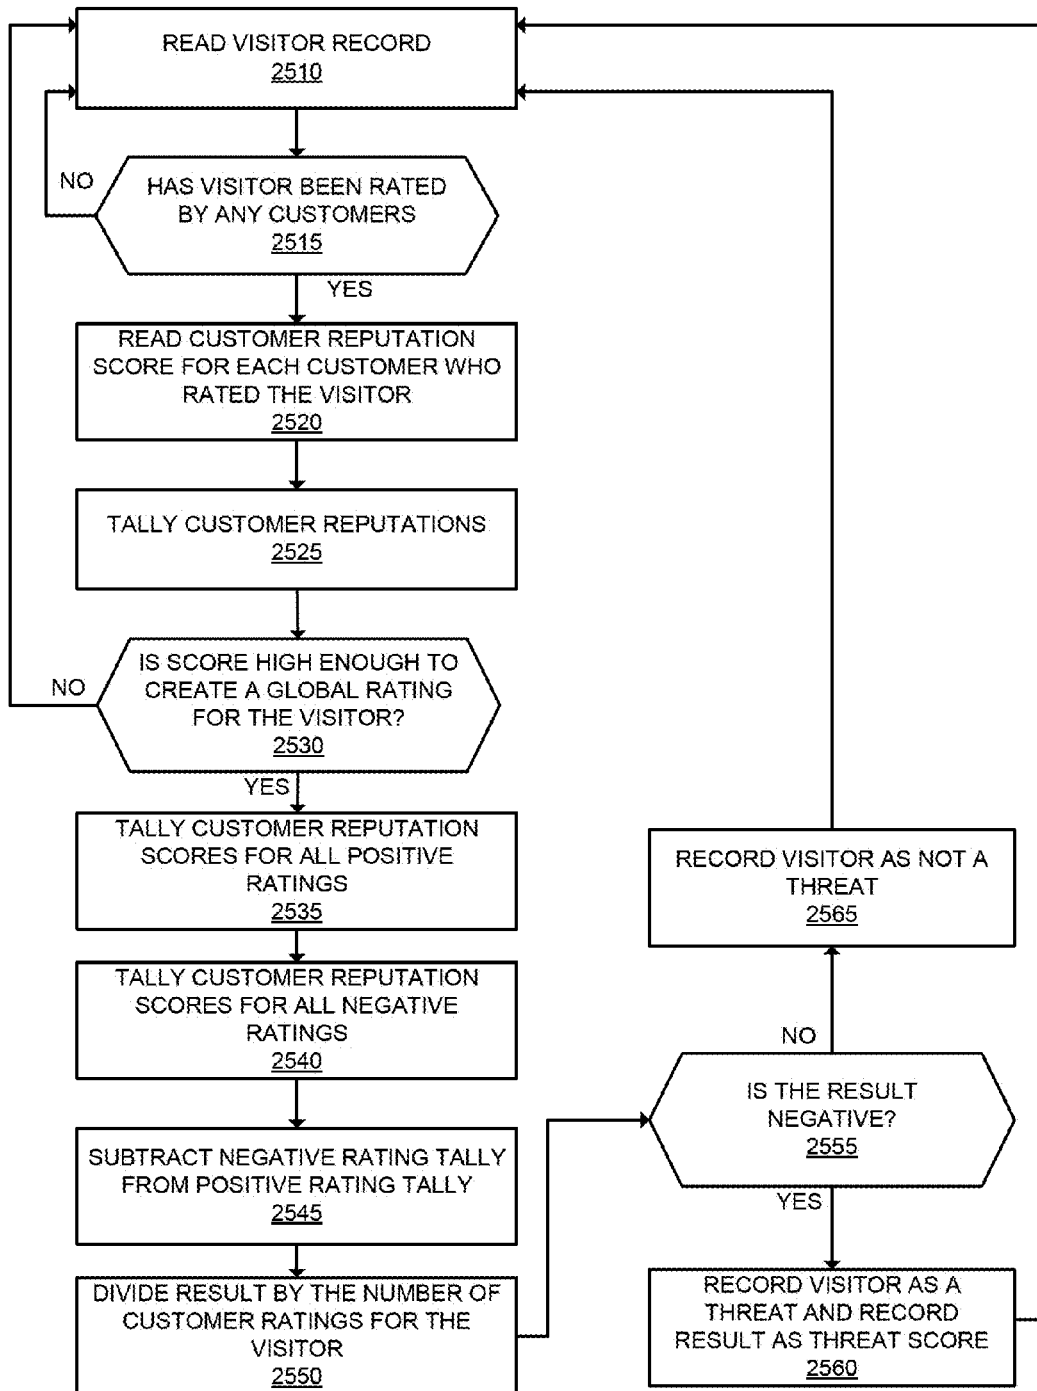 READ VISITOR RECORD
2510
NO
HAS VISITOR BEEN RATED
BY ANY CUSTOMERS
2515
YES
READ CUSTOMER REPUTATION
SCORE FOR EACH CUSTOMER WHO
RATED THE VISITOR
2520
TALLY CUSTOMER REPUTATIONS
2525
NO
IS SCORE HIGH ENOUGH TO
CREATE A GLOBAL RATING
FOR THE VISITOR?
2530
YES
TALLY CUSTOMER REPUTATION
SCORES FOR ALL POSITIVE
RATINGS
2535
TALLY CUSTOMER REPUTATION
SCORES FOR ALL NEGATIVE
RATINGS
2540
SUBTRACT NEGATIVE RATING TALLY
FROM POSITIVE RATING TALLY
2545
DIVIDE RESULT BY THE NUMBER OF
CUSTOMER RATINGS FOR THE
VISITOR
2550
RECORD VISITOR AS NOT A
THREAT
2565
NO
IS THE RESULT
NEGATIVE?
2555
YES
RECORD VISITOR AS A
THREAT AND RECORD
RESULT AS THREAT SCORE
2560